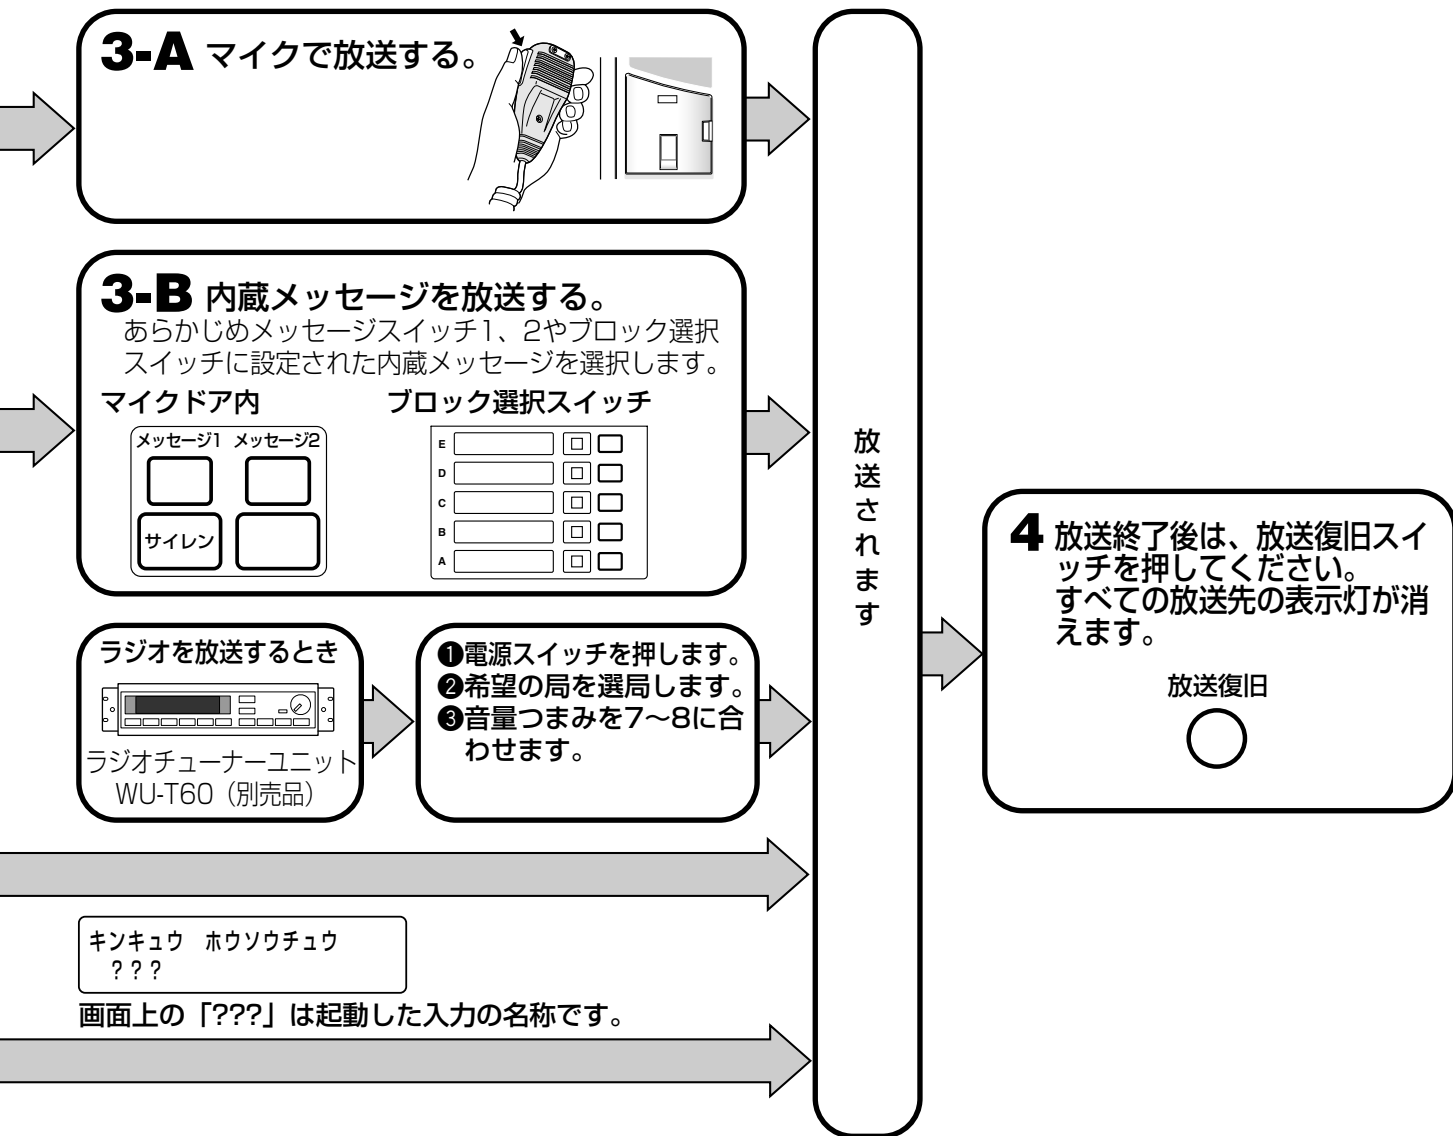 3-A マイクで放送する。
3-B 内蔵メッセージを放送する。
あらかじめメッセージスイッチ1、2やブロック選択
スイッチに設定された内蔵メッセージを選択します。
マイクドア内
メッセージ1 メッセージ2
サイレン
ブロック選択スイッチ
E
D
C
B
A
ラジオを放送するとき
ラジオチューナーユニット
WU-T60（別売品）
❶電源スイッチを押します。
❷希望の局を選局します。
❸音量つまみを7〜8に合
わせます。
キンキュウ ホウソウチュウ
???
画面上の「???」は起動した入力の名称です。
放送されます
4 放送終了後は、放送復旧スイ
ッチを押してください。
すべての放送先の表示灯が消
えます。
放送復旧